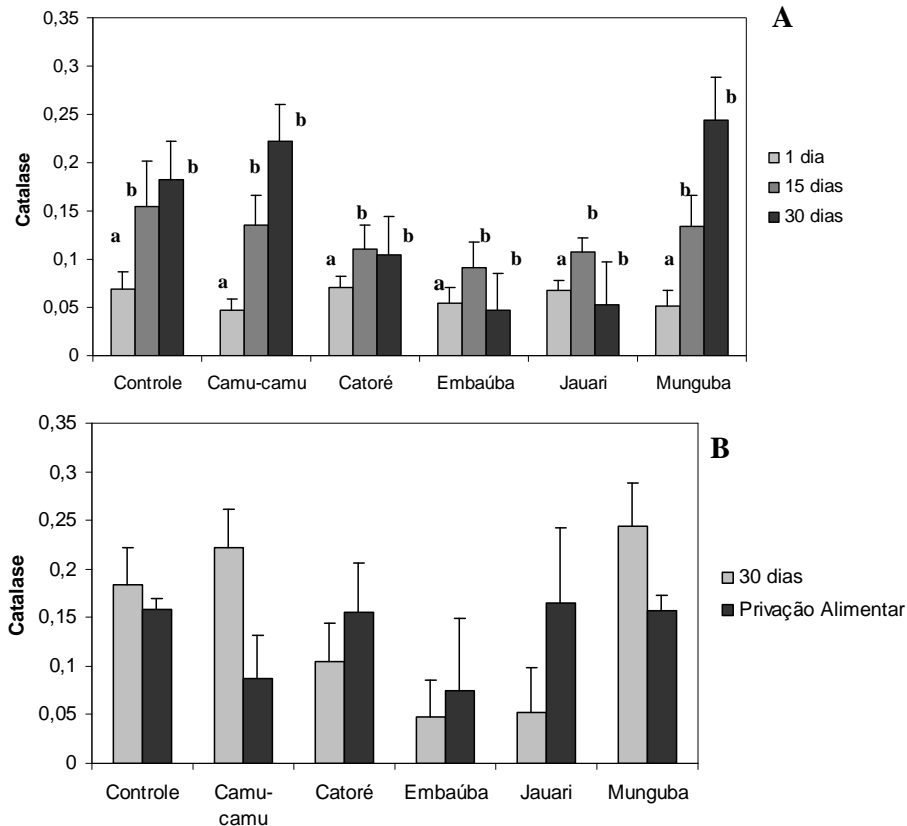 A
0,35
0,3
0,25
0,2
0,15
0,1
0,05
0
Catalase
a b b
a b b
a b b
a b b
a b b
a b b
1 dia
15 dias
30 dias
Controle Camu-camu Catoré Embaúba Jauari Munguba
B
0,35
0,3
0,25
0,2
0,15
0,1
0,05
0
Catalase
30 dias
Privação Alimentar
Controle Camu- Catoré Embaúba Jauari Munguba
camu